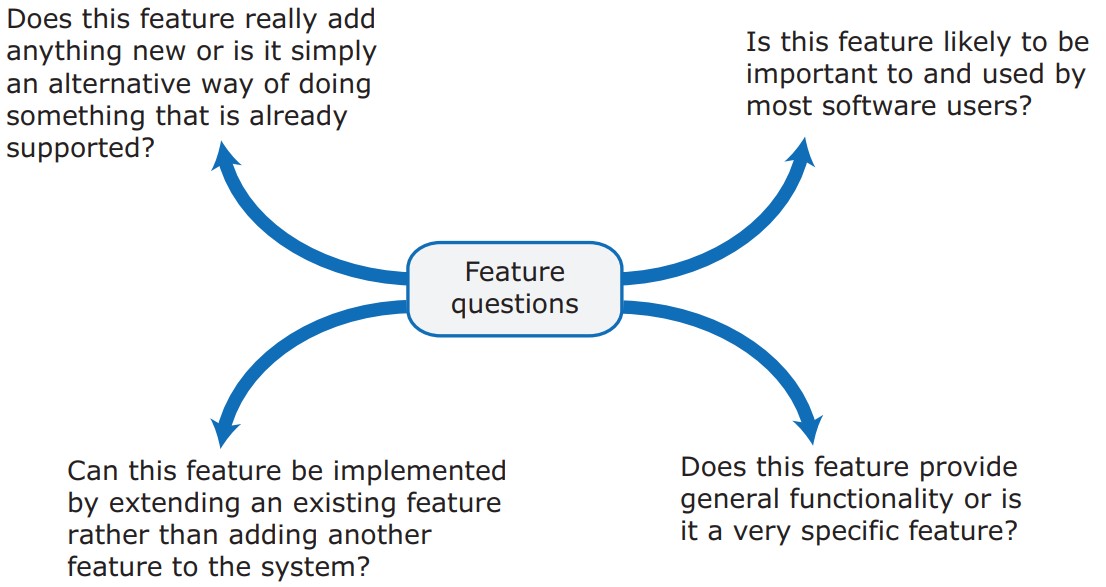 Does this feature really add
anything new or is it simply
an alternative way of doing
something that is already
supported?
Is this feature likely to be
important to and used by
most software users?
Feature
questions
Can this feature be implemented
by extending an existing feature
rather than adding another
feature to the system?
Does this feature provide
general functionality or is
it a very specific feature?